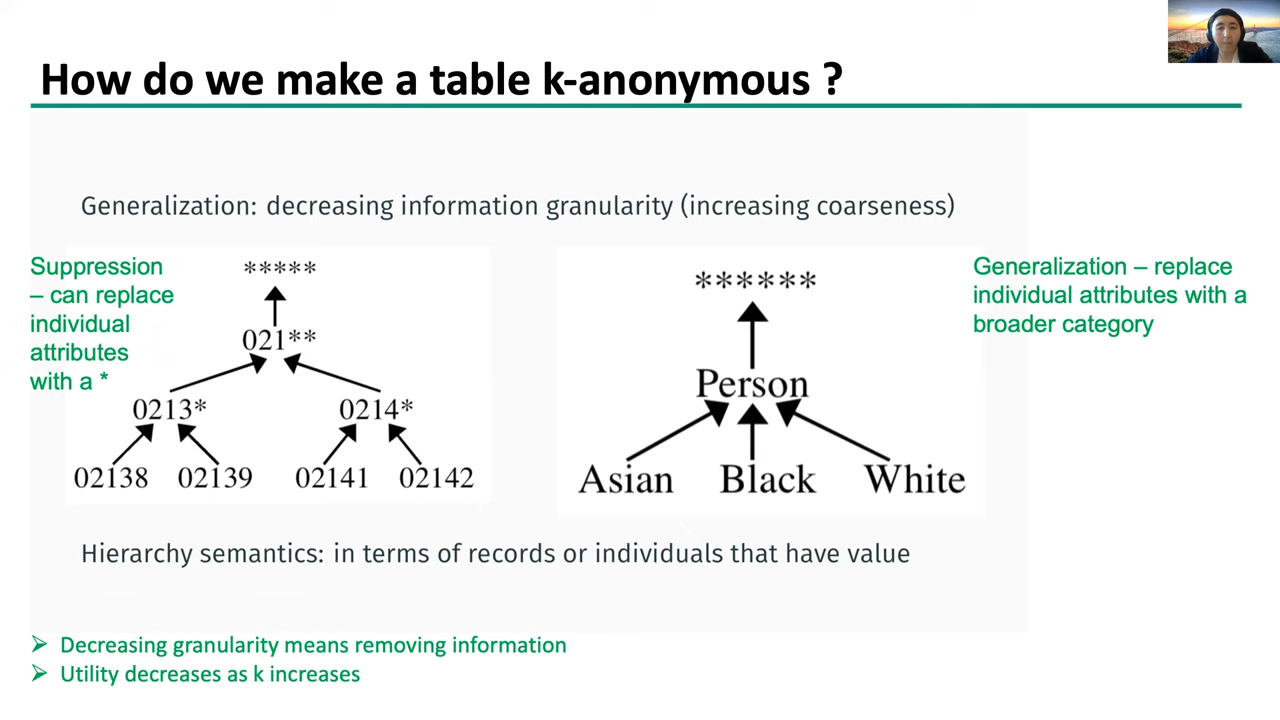 How do we make a table k-anonymous ?
Generalization: decreasing information granularity (increasing coarseness)
Suppression
– can replace
individual
attributes
with a *
*****
021**
0213* 0214*
02138 02139 02141 02142
******
Person
Asian Black White
Generalization – replace
individual attributes with a
broader category
Hierarchy semantics: in terms of records or individuals that have value
➢ Decreasing granularity means removing information
➢ Utility decreases as k increases